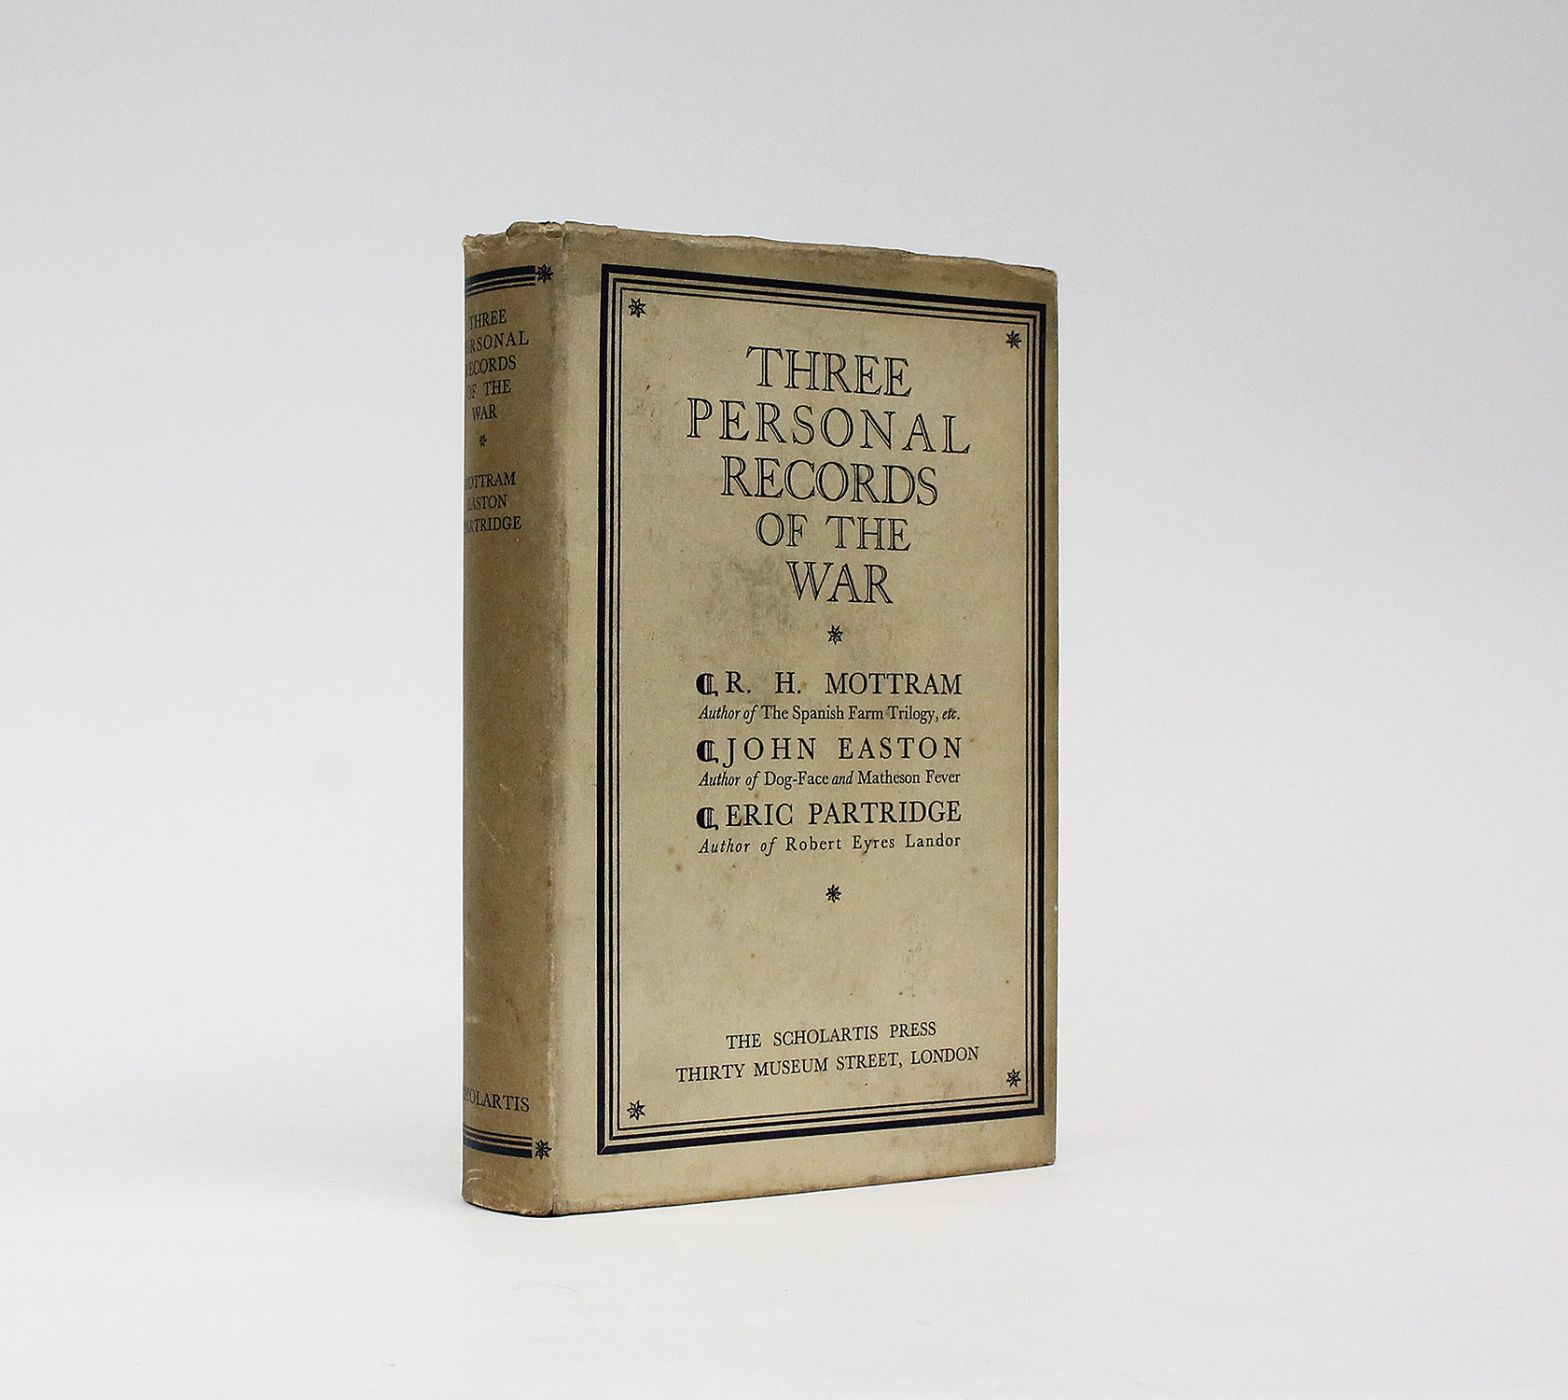 THREE
PERSONAL
RECORDS
OF THE
WAR
R. H. MOTTRAM
Author of The Spanish Farm Trilogy, etc.
JOHN EASTON
Author of Dog-Face and Matheson Fever
ERIC PARTRIDGE
Author of Robert Eyres Landor
THE SCHOLARTIS PRESS
THIRTY MUSEUM STREET, LONDON
THREE
PERSONAL
RECORDS
OF THE
WAR
MOTTRAM
EASTON
PARTRIDGE
SCHOLARTIS